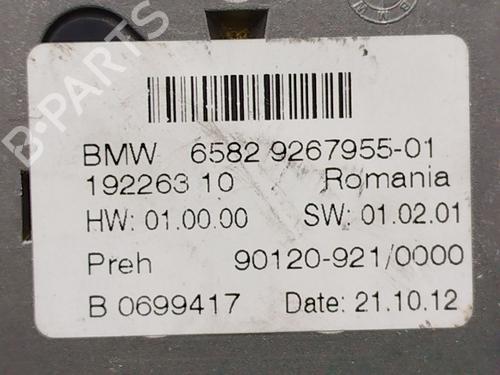 BMW 6582 9267955-01
192263 10 Romania
HW: 01.00.00 SW: 01.02.01
Preh 90120-921/0000
B 0699417 Date: 21.10.12
B-PARTS